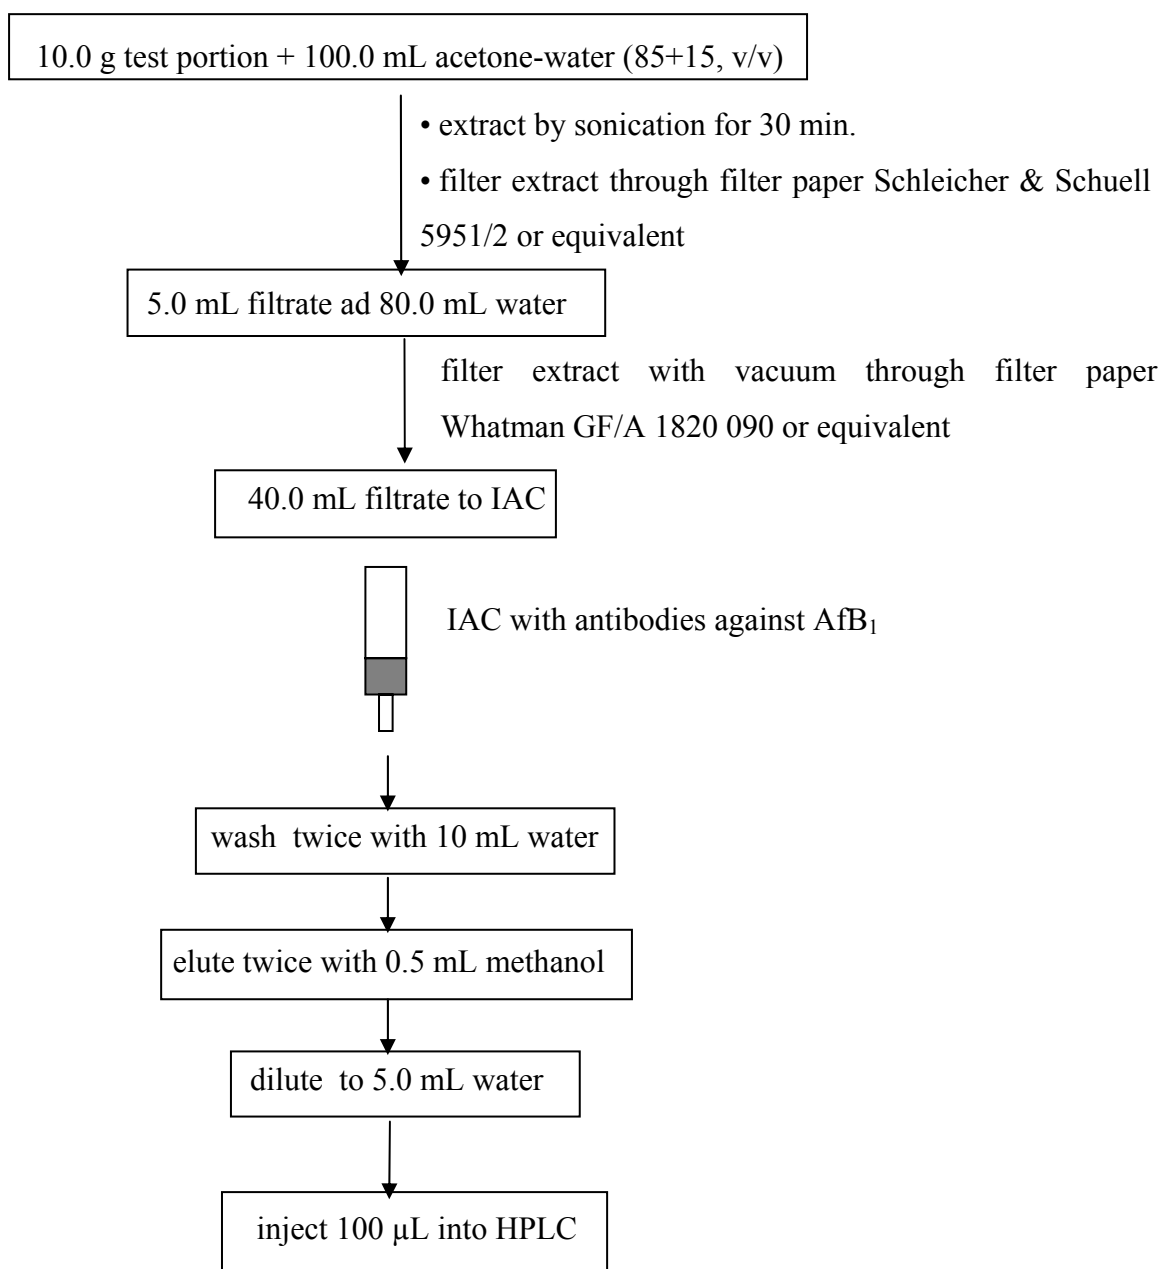 10.0 g test portion + 100.0 mL acetone-water (85+15, v/v)
• extract by sonication for 30 min.
• filter extract through filter paper Schleicher & Schuell
5951/2 or equivalent
5.0 mL filtrate ad 80.0 mL water
filter extract with vacuum through filter paper
Whatman GF/A 1820 090 or equivalent
40.0 mL filtrate to IAC
IAC with antibodies against AfB₁
wash twice with 10 mL water
elute twice with 0.5 mL methanol
dilute to 5.0 mL water
inject 100 μL into HPLC